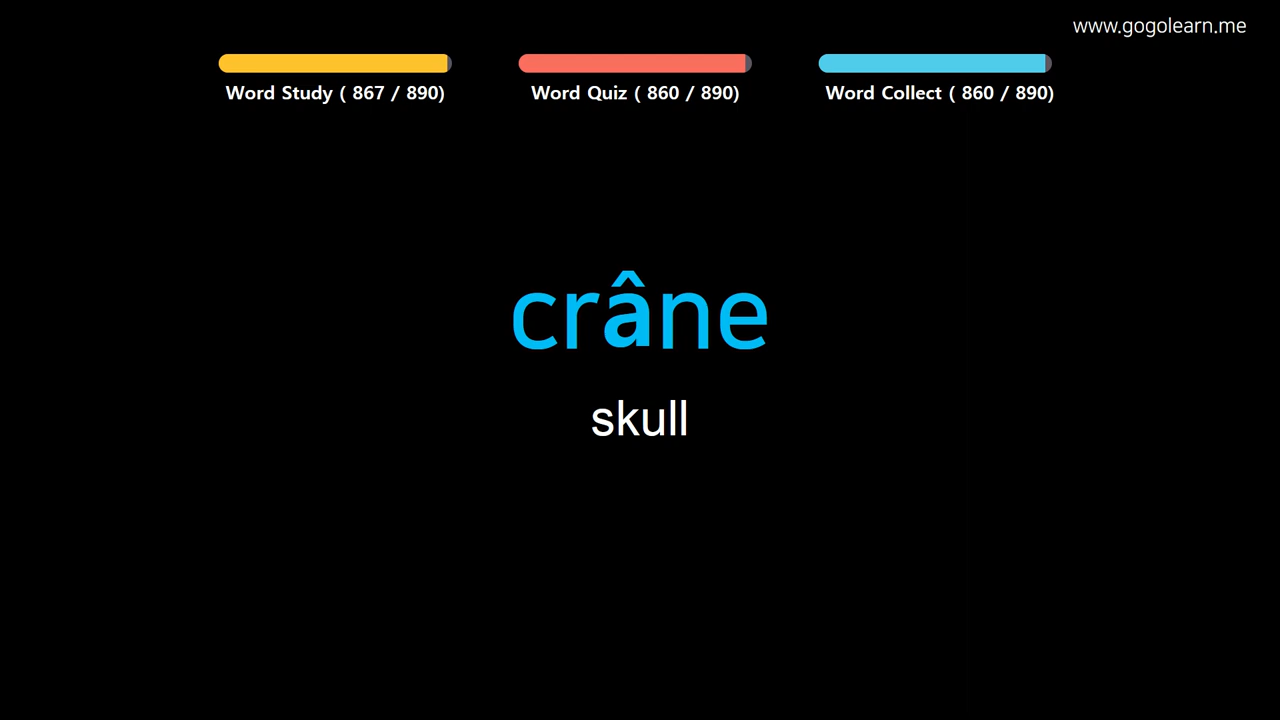 www.gogolearn.me
Word Study ( 867 / 890)
Word Quiz ( 860 / 890)
Word Collect ( 860 / 890)
crâne
skull